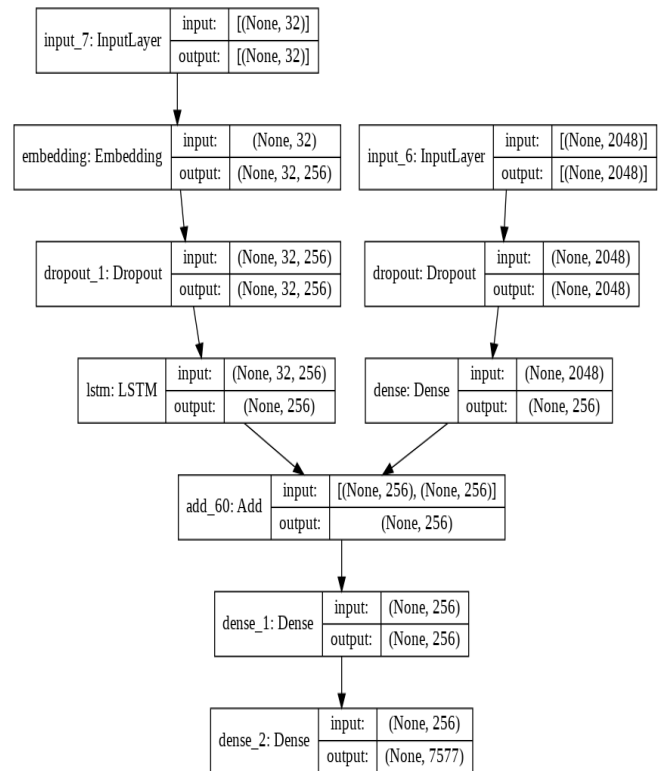 input_7: InputLayer
input: [(None, 32)]
output: [(None, 32)]
embedding: Embedding
input: (None, 32)
output: (None, 32, 256)
input_6: InputLayer
input: [(None, 2048)]
output: [(None, 2048)]
dropout_1: Dropout
input: (None, 32, 256)
output: (None, 32, 256)
dropout: Dropout
input: (None, 2048)
output: (None, 2048)
lstm: LSTM
input: (None, 32, 256)
output: (None, 256)
dense: Dense
input: (None, 2048)
output: (None, 256)
add_60: Add
input: [(None, 256), (None, 256)]
output: (None, 256)
dense_1: Dense
input: (None, 256)
output: (None, 256)
dense_2: Dense
input: (None, 256)
output: (None, 7577)